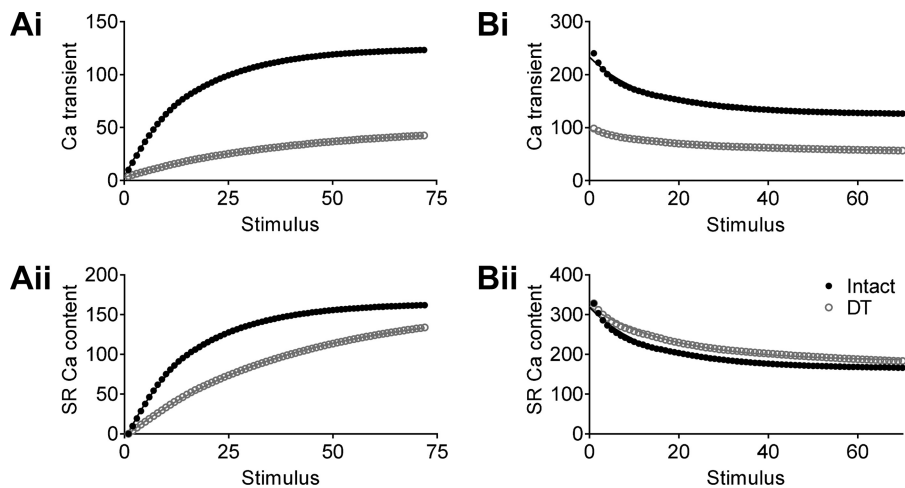 Ai
150
100
50
0
Ca transient
0 25 50 75
Stimulus
Bi
300
200
100
0
Ca transient
0 20 40 60
Stimulus
Aii
200
150
100
50
0
SR Ca content
0 25 50 75
Stimulus
Bii
400
300
200
100
0
SR Ca content
0 20 40 60
Stimulus
Intact
DT